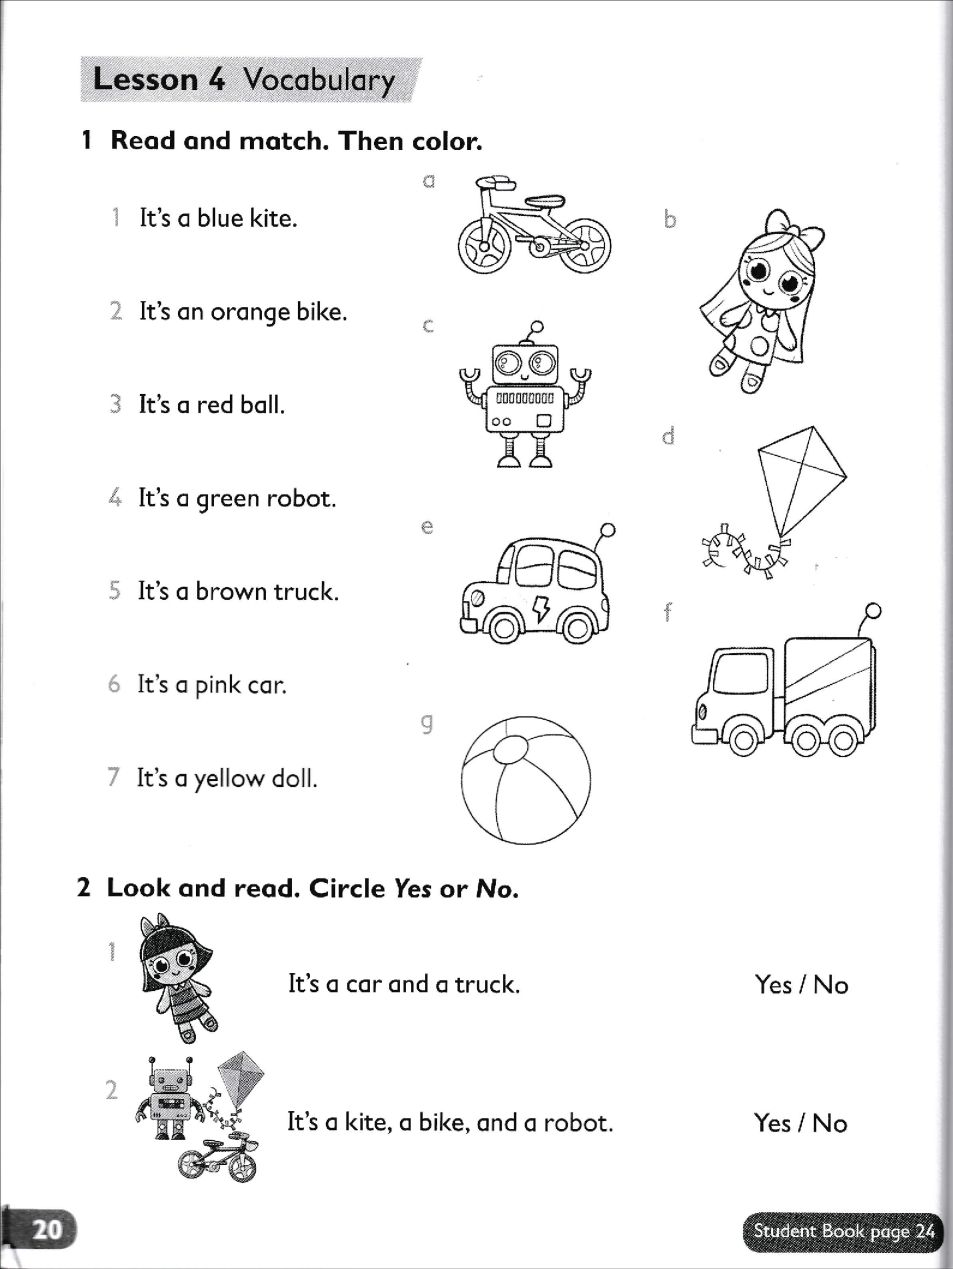 Lesson 4 Vocabulary
1 Read and match. Then color.
1 It's a blue kite.
2 It's an orange bike.
3 It's a red ball.
4 It's a green robot.
5 It's a brown truck.
6 It's a pink car.
7 It's a yellow doll.
a
b
c
d
e
f
g
2 Look and read. Circle Yes or No.
1 It's a car and a truck. Yes / No
2 It's a kite, a bike, and a robot. Yes / No
20
Student Book page 24